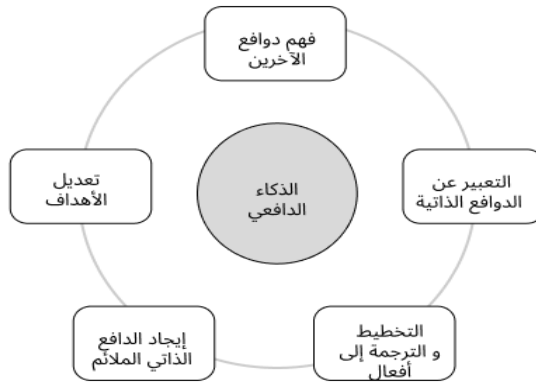 فهم دوافع
الآخرين
التعبير عن
الدوافع الذاتية
التخطيط
و الترجمة إلى
أفعال
إيجاد الدافع
الذاتي الملائم
تعديل
الأهداف
الذكاء
الدافعي